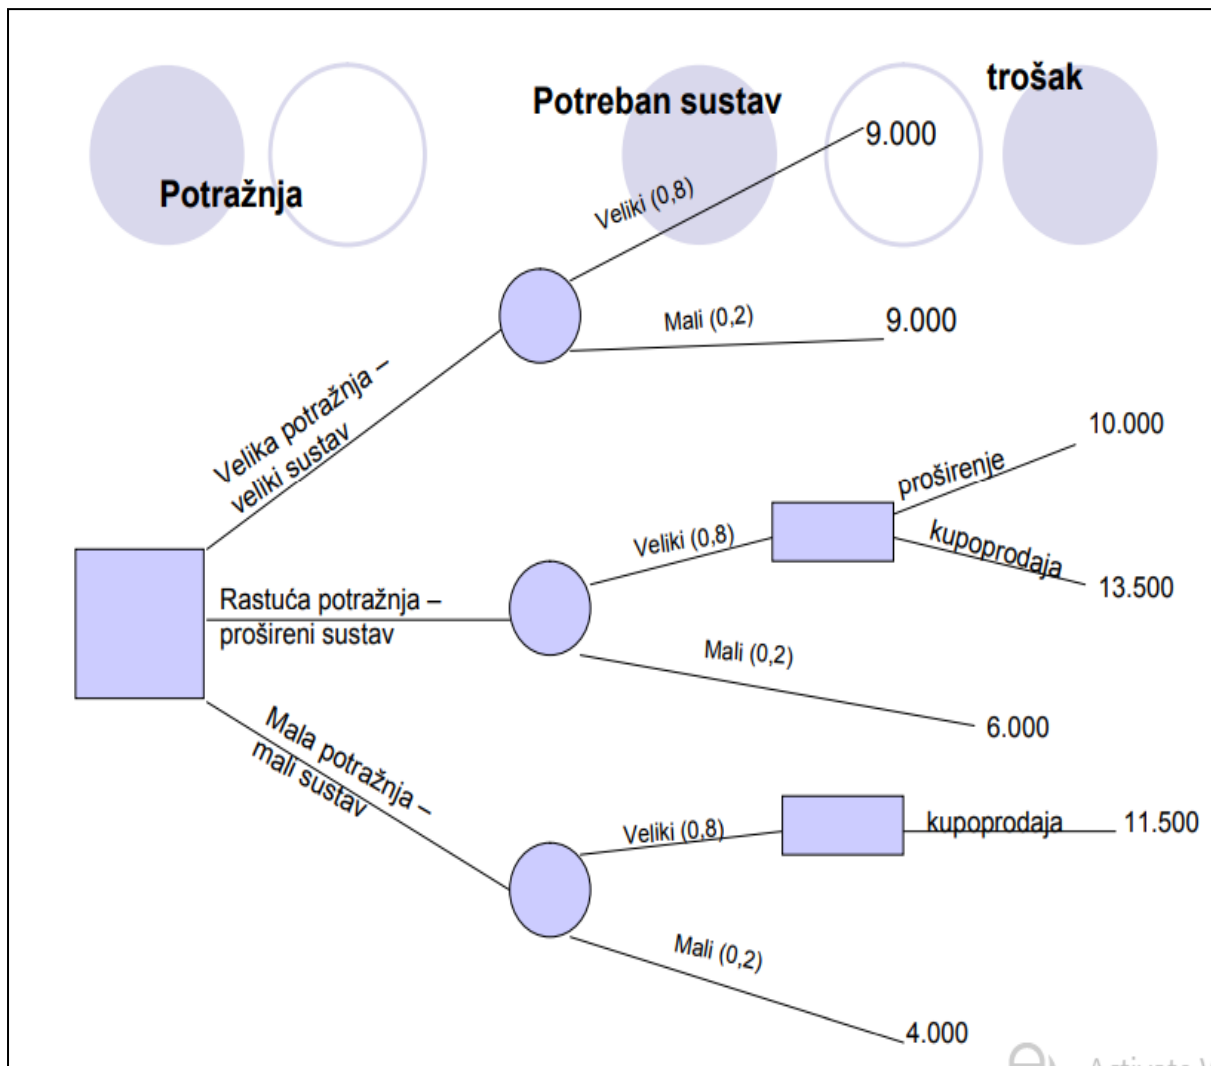 trošak
Potreban sustav
9.000
Potražnja
Veliki (0,8)
Mali (0,2)
9.000
Velika potražnja –
veliki sustav
10.000
proširenje
Veliki (0,8)
kupoprodaja
13.500
Rastuća potražnja –
prošireni sustav
Mali (0,2)
6.000
Mala potražnja –
mali sustav
Veliki (0,8)
kupoprodaja
11.500
Mali (0,2)
4.000